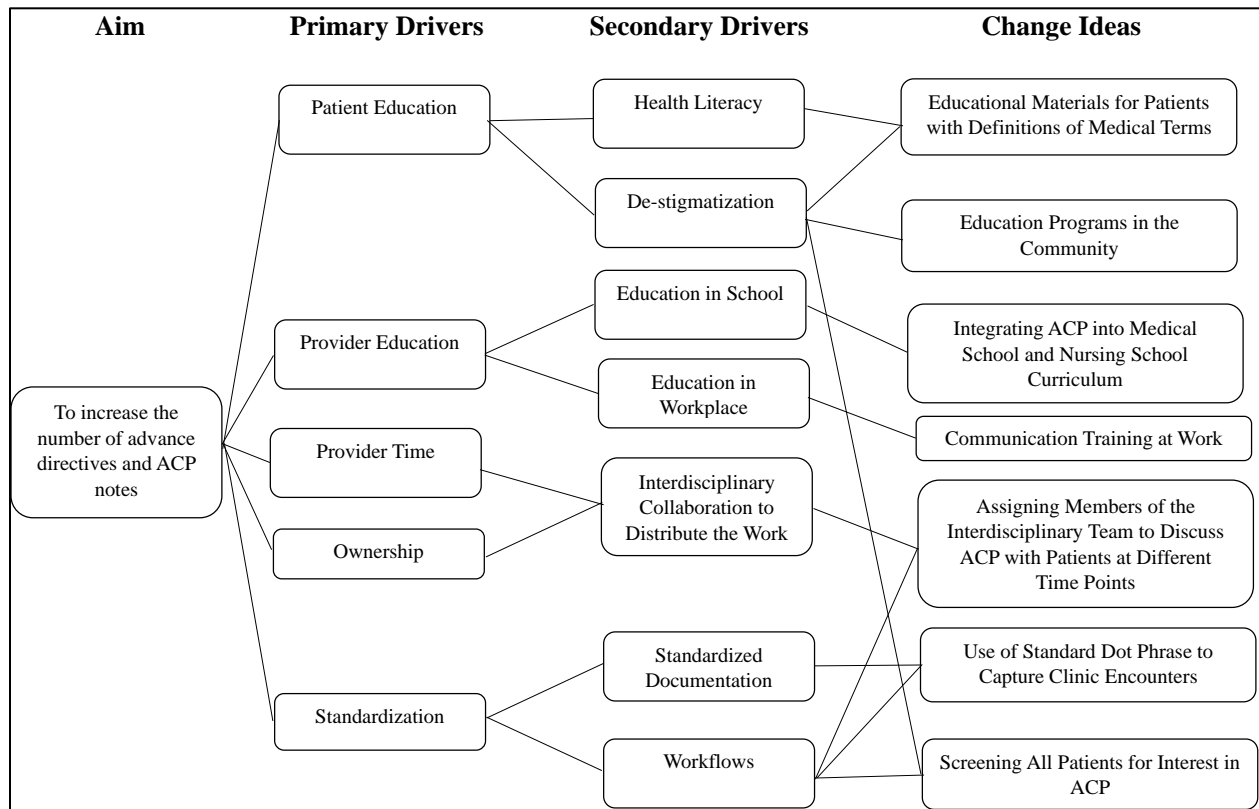 Aim
Primary Drivers
Secondary Drivers
Change Ideas
To increase the
number of advance
directives and ACP
notes
Patient Education
Provider Education
Provider Time
Ownership
Standardization
Health Literacy
De-stigmatization
Education in School
Education in
Workplace
Interdisciplinary
Collaboration to
Distribute the Work
Standardized
Documentation
Workflows
Educational Materials for Patients
with Definitions of Medical Terms
Education Programs in the
Community
Integrating ACP into Medical
School and Nursing School
Curriculum
Communication Training at Work
Assigning Members of the
Interdisciplinary Team to Discuss
ACP with Patients at Different
Time Points
Use of Standard Dot Phrase to
Capture Clinic Encounters
Screening All Patients for Interest in
ACP